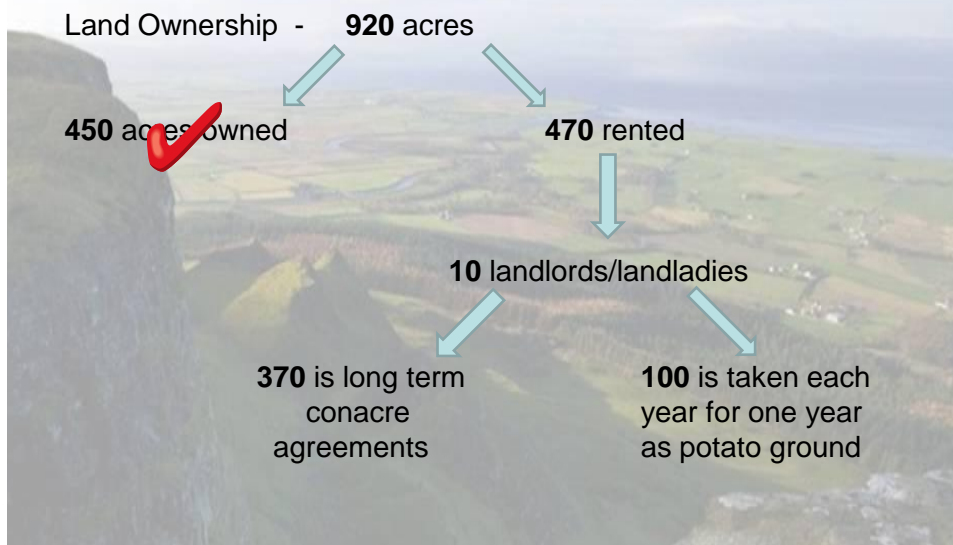 Land Ownership - 920 acres
450 acres owned
470 rented
10 landlords/landladies
370 is long term
conacre
agreements
100 is taken each
year for one year
as potato ground